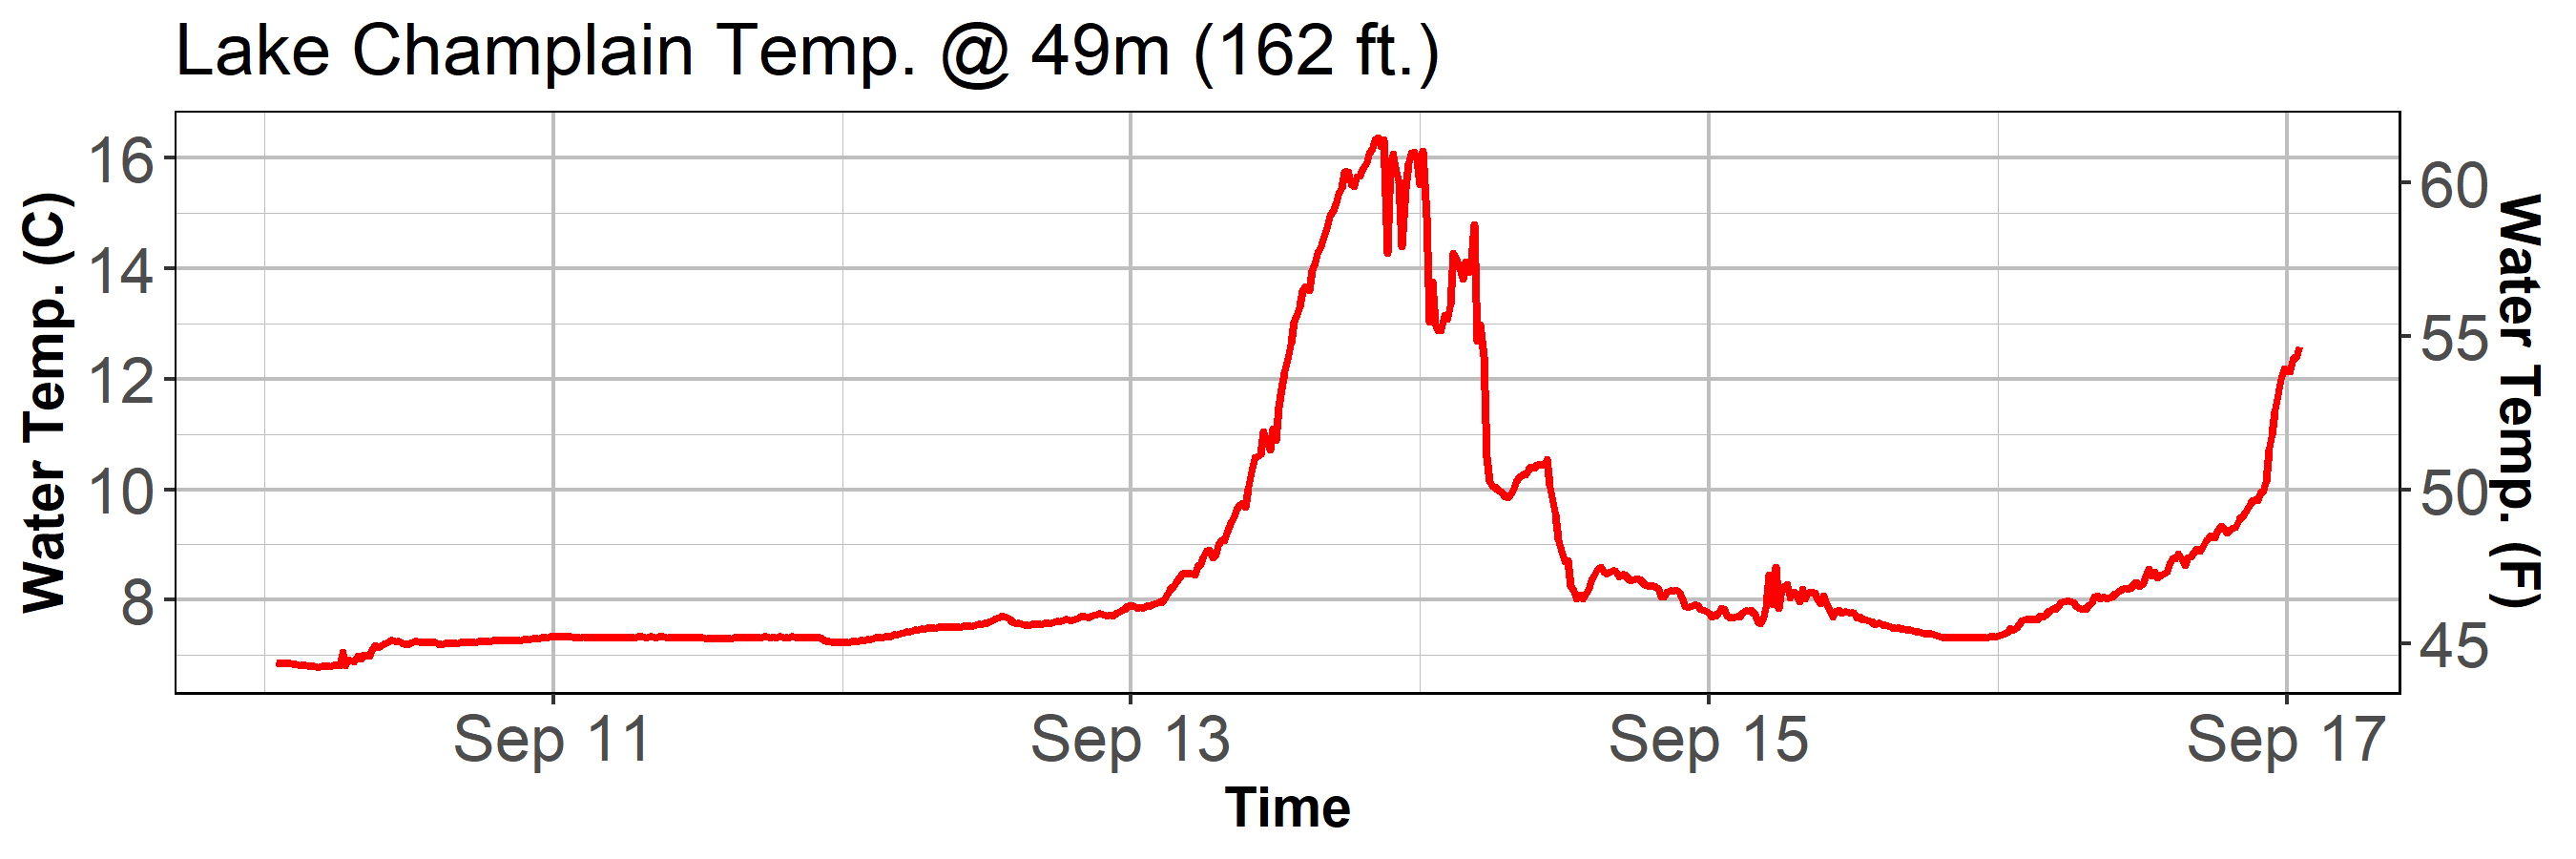 Lake Champlain Temp. @ 49m (162 ft.)
Water Temp. (C)
16
14
12
10
8
60
55
50
45
Water Temp. (F)
Sep 11
Sep 13
Sep 15
Sep 17
Time